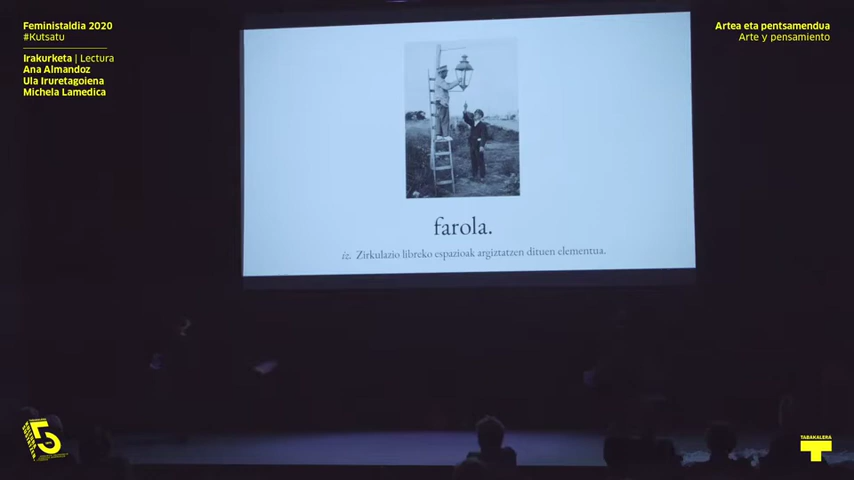 Feministaldia 2020
#Kutsatu
Irakurketa | Lectura
Ana Almandoz
Ula Iruretagoiena
Michela Lamedica
Artea eta pentsamendua
Arte y pensamiento
farola.
iz. Zirkulazio libreko espazioak argiztatzen dituen elementua.
TABAKALERA